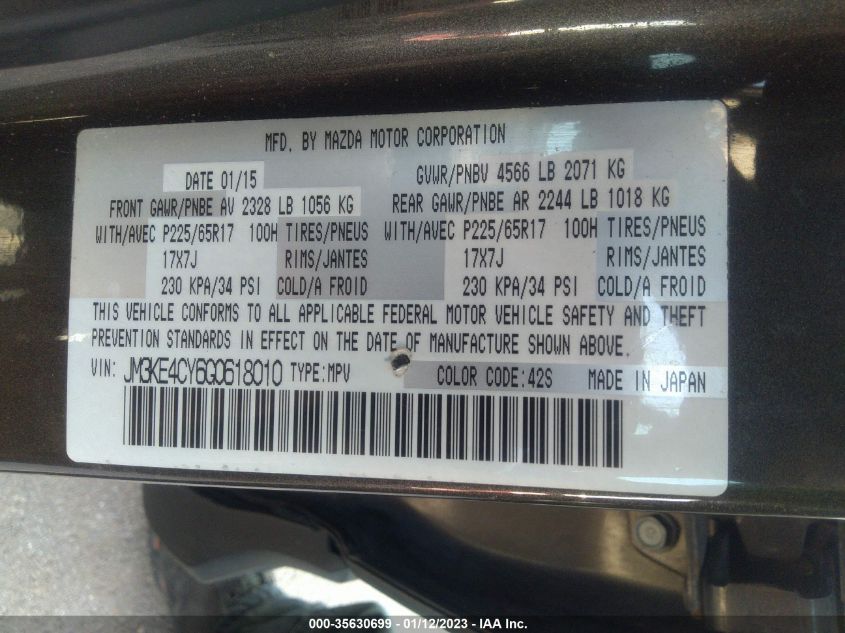 MFD. BY MAZDA MOTOR CORPORATION
DATE 01/15 GVWR/PNBV 4566 LB 2071 KG
FRONT GAWR/PNBE AV 2328 LB 1056 KG REAR GAWR/PNBE AR 2244 LB 1018 KG
WITH/AVEC P225/65R17 100H TIRES/PNEUS WITH/AVEC P225/65R17 100H TIRES/PNEUS
17X7J RIMS/JANTES 17X7J RIMS/JANTES
230 KPA/34 PSI COLD/A FROID 230 KPA/34 PSI COLD/A FROID
THIS VEHICLE CONFORMS TO ALL APPLICABLE FEDERAL MOTOR VEHICLE SAFETY AND THEFT
PREVENTION STANDARDS IN EFFECT ON THE DATE OF MANUFACTURE SHOWN ABOVE.
VIN: JM3KE4CY6G0618010 TYPE:MPV COLOR CODE:42S MADE IN JAPAN
000-35630699 - 01/12/2023 - IAA Inc.